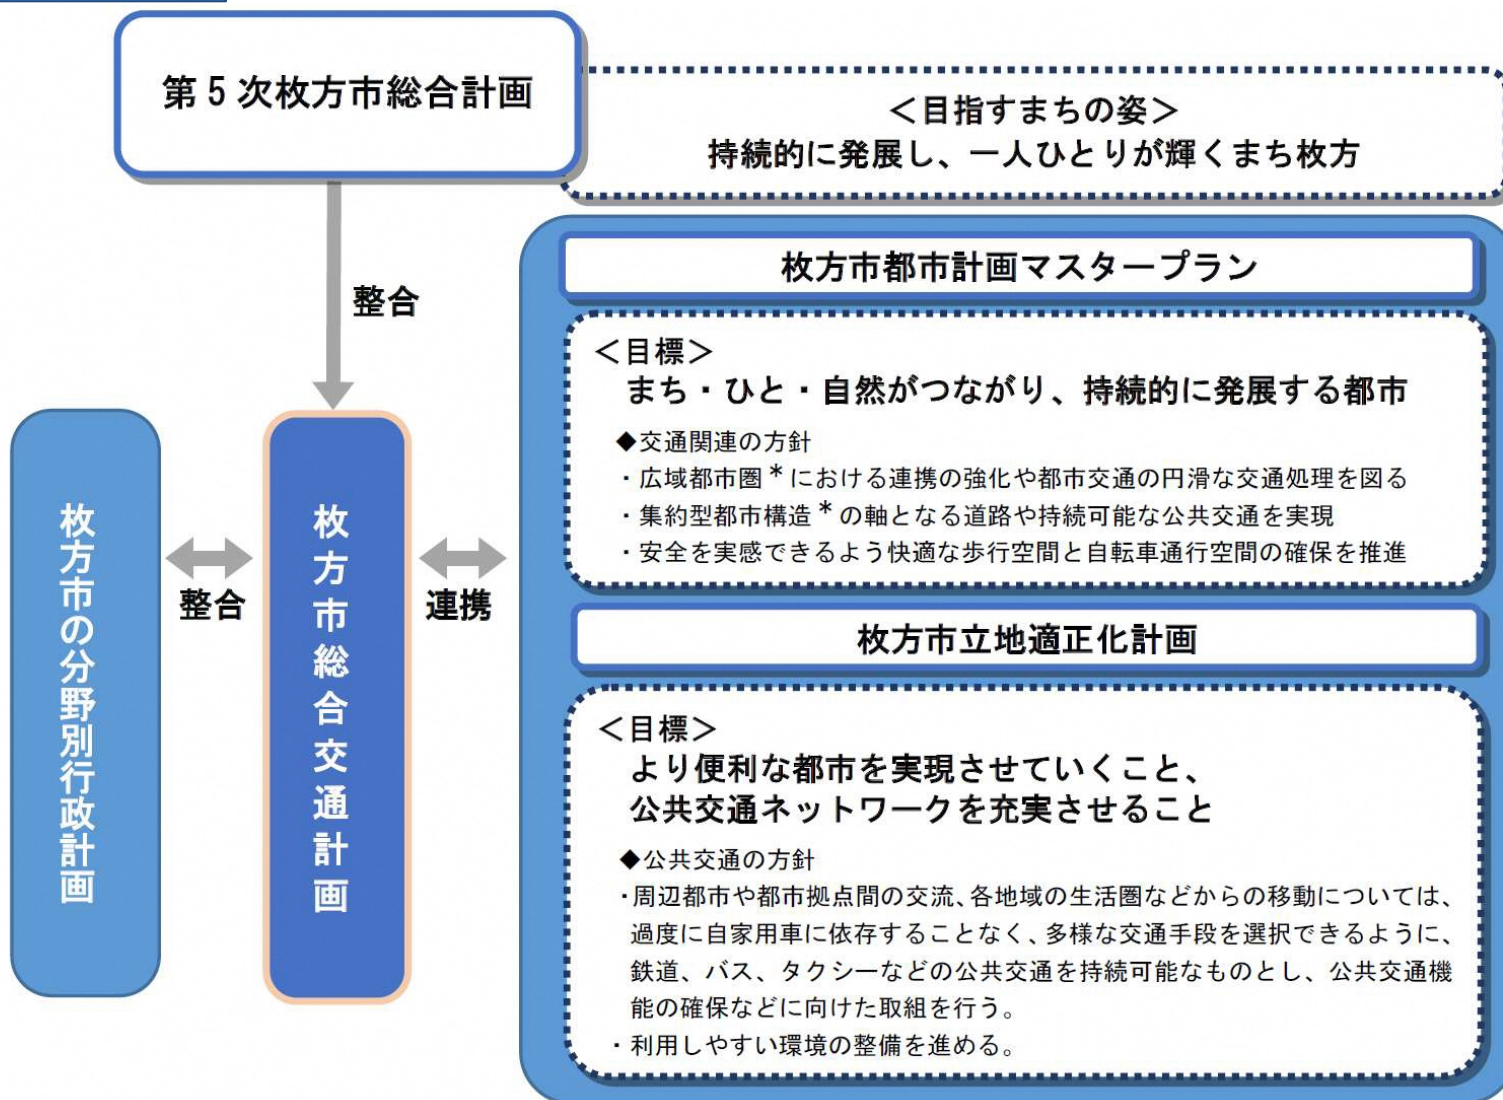 第5次枚方市総合計画
＜目指すまちの姿＞
持続的に発展し、一人ひとりが輝くまち枚方
整合
枚方市都市計画マスタープラン
＜目標＞
まち・ひと・自然がつながり、持続的に発展する都市
◆交通関連の方針
・広域都市圏＊における連携の強化や都市交通の円滑な交通処理を図る
・集約型都市構造＊の軸となる道路や持続可能な公共交通を実現
・安全を実感できるよう快適な歩行空間と自転車通行空間の確保を推進
枚方市の分野別行政計画
整合
枚方市総合交通計画
連携
枚方市立地適正化計画
＜目標＞
より便利な都市を実現させていくこと、
公共交通ネットワークを充実させること
◆公共交通の方針
・周辺都市や都市拠点間の交流、各地域の生活圏などからの移動については、
過度に自家用車に依存することなく、多様な交通手段を選択できるように、
鉄道、バス、タクシーなどの公共交通を持続可能なものとし、公共交通機
能の確保などに向けた取組を行う。
・利用しやすい環境の整備を進める。